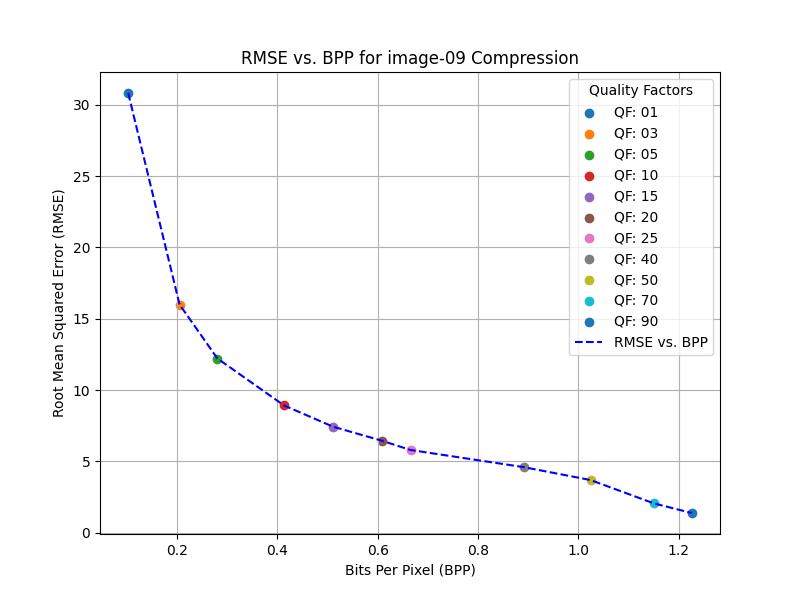 RMSE vs. BPP for image-09 Compression
Root Mean Squared Error (RMSE)
30
25
20
15
10
5
0
Quality Factors
QF: 01
QF: 03
QF: 05
QF: 10
QF: 15
QF: 20
QF: 25
QF: 40
QF: 50
QF: 70
QF: 90
RMSE vs. BPP
0.2 0.4 0.6 0.8 1.0 1.2
Bits Per Pixel (BPP)